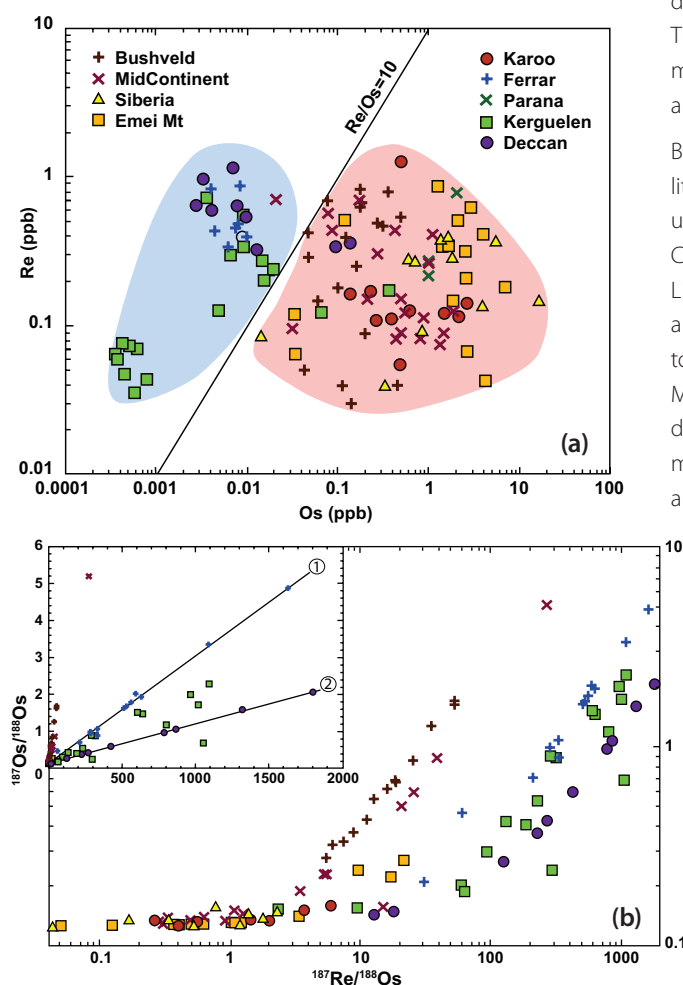 10
1
0.1
0.01
Re (ppb)
Bushveld
MidContinent
Siberia
Emei Mt
Re/Os=10
Karoo
Ferrar
Parana
Kerguelen
Deccan
(a)
0.0001 0.001 0.01 0.1 1 10 100
Os (ppb)
6
5
4
3
2
1
0
187Os/188Os
500 1000 1500 2000
1
2
10
1
0.1
(b)
0.1 1 10 100 1000
187Re/188Os
d
T
m
a
B
li
u
C
L
a
to
M
d
m
a